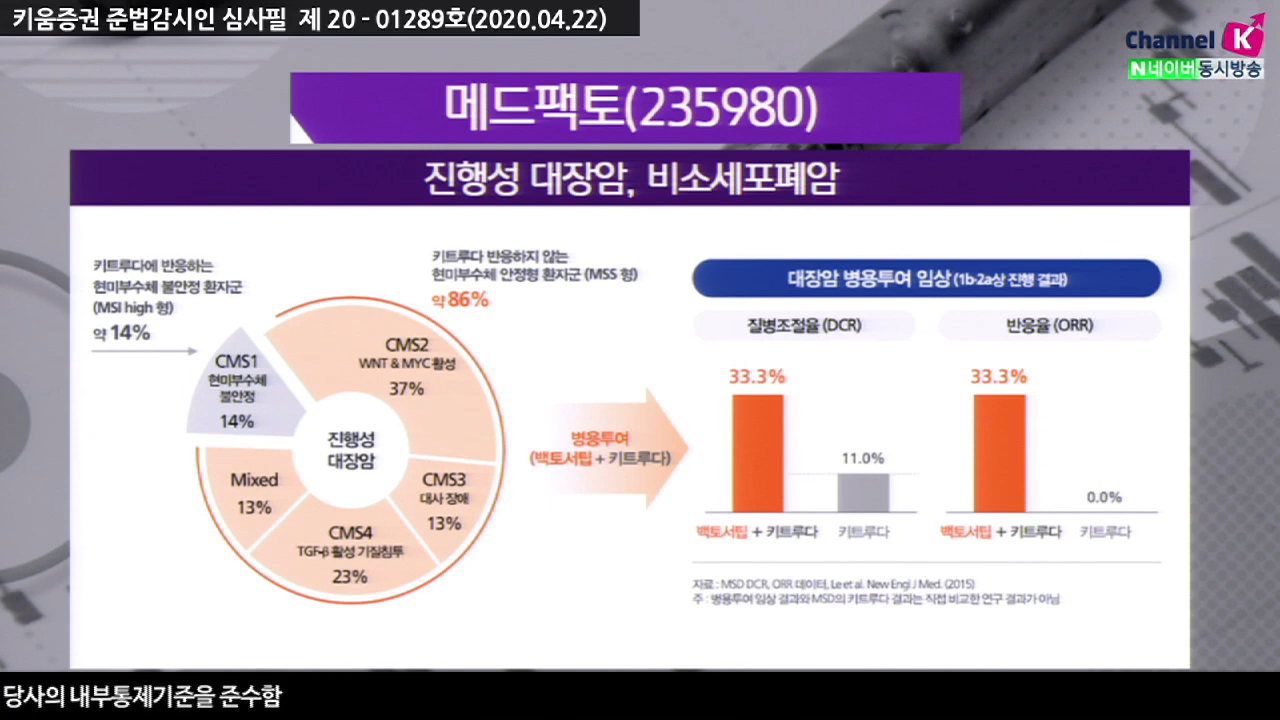 키움증권 준법감시인 심사필 제 20 - 01289호(2020.04.22)
Channel K
N 네이버 동시방송
메드팩토(235980)
진행성 대장암, 비소세포폐암
키트루다에 반응하는
현미부수체 불안정 환자군
(MSI high 형)
약 14%
키트루다 반응하지 않는
현미부수체 안정형 환자군 (MSS 형)
약 86%
CMS1
현미부수체
불안정
14%
CMS2
WNT & MYC 활성
37%
진행성
대장암
CMS3
대사 장애
13%
Mixed
13%
CMS4
TGF-β 활성 기질침투
23%
병용투여
(백토서팁 + 키트루다)
대장암 병용투여 임상 (1b·2a상 진행 결과)
질병조절율 (DCR)
33.3%
11.0%
백토서팁 + 키트루다
키트루다
반응율 (ORR)
33.3%
0.0%
백토서팁 + 키트루다
키트루다
자료 : MSD DCR, ORR 데이터, Le et al. New Engl J Med. (2015)
주 : 병용투여 임상 결과와 MSD의 키트루다 결과는 직접 비교한 연구 결과가 아님
당사의 내부통제기준을 준수함